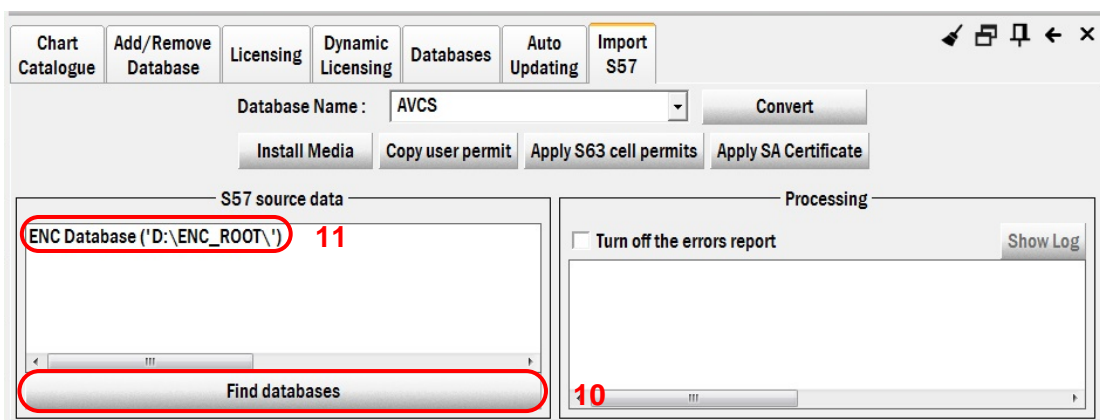 Chart Catalogue
Add/Remove Database
Licensing
Dynamic Licensing
Databases
Auto Updating
Import S57
Database Name :
AVCS
Convert
Install Media
Copy user permit
Apply S63 cell permits
Apply SA Certificate
S57 source data
Processing
ENC Database ('D:\ENC_ROOT\')
11
Turn off the errors report
Show Log
Find databases
10